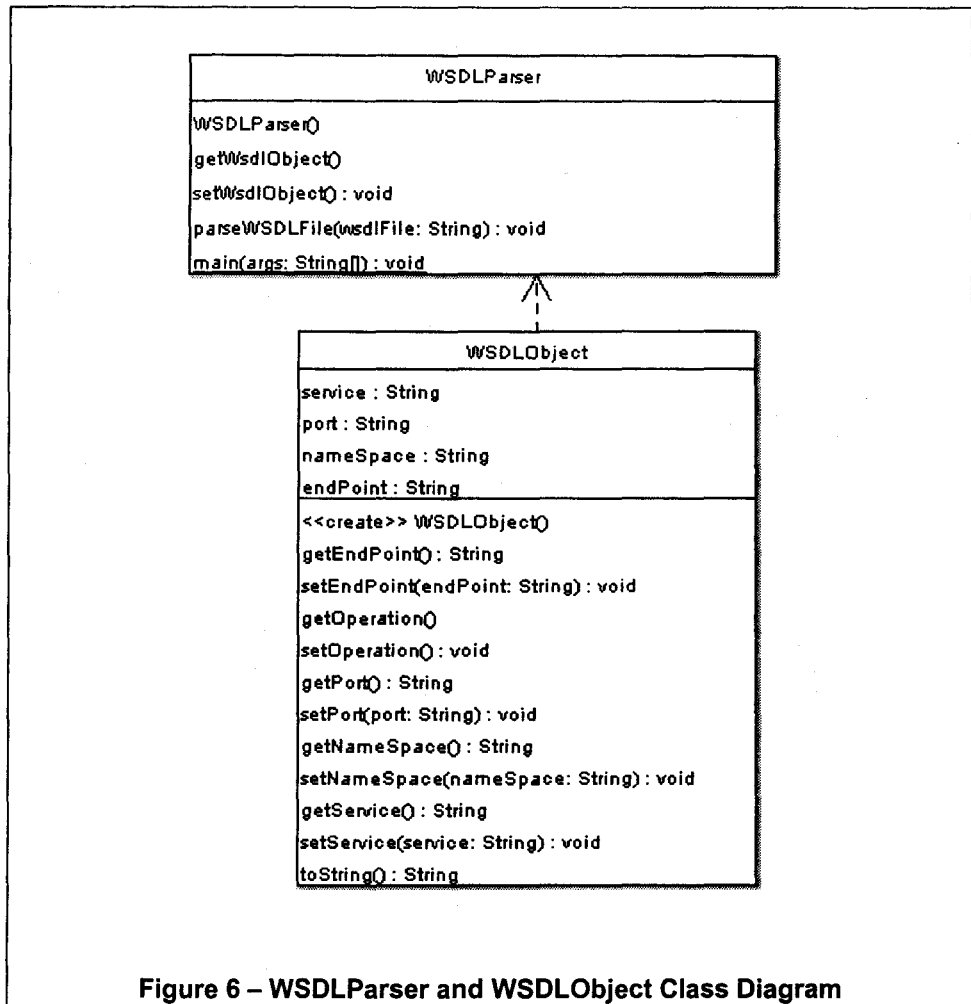 WSDLParser
WSDLParser()
getWsdlObject()
setWsdlObject() : void
parseWSDLFile(wsdlFile: String) : void
main(args: String[]) : void
WSDLObject
service : String
port : String
nameSpace : String
endPoint : String
<<create>> WSDLObject()
getEndPoint() : String
setEndPoint(endPoint: String) : void
getOperation()
setOperation() : void
getPort() : String
setPort(port: String) : void
getNameSpace() : String
setNameSpace(nameSpace: String) : void
getService() : String
setService(service: String) : void
toString() : String
Figure 6 – WSDLParser and WSDLObject Class Diagram